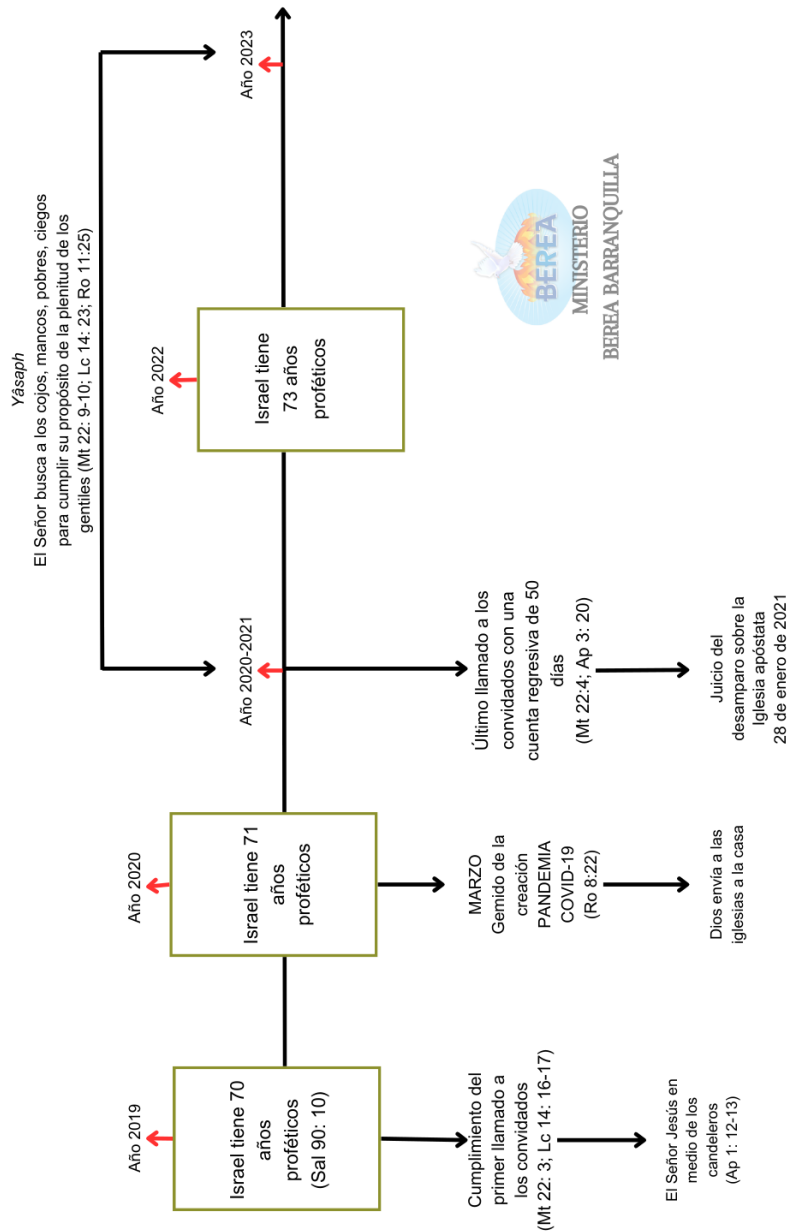 Yâsaph
El Señor busca a los cojos, mancos, pobres, ciegos
para cumplir su propósito de la plenitud de los
gentiles (Mt 22: 9-10; Lc 14: 23; Ro 11:25)
Año 2019
Israel tiene 70
años
proféticos
(Sal 90: 10)
Cumplimiento del
primer llamado a
los convidados
(Mt 22: 3; Lc 14: 16-17)
El Señor Jesús en
medio de los
candeleros
(Ap 1: 12-13)
Año 2020
Israel tiene 71
años
proféticos
MARZO
Gemido de la
creación
PANDEMIA
COVID-19
(Ro 8:22)
Dios envía a las
iglesias a la casa
Año 2020-2021
Último llamado a los
convidados con una
cuenta regresiva de 50
días
(Mt 22:4; Ap 3: 20)
Juicio del
desamparo sobre la
Iglesia apóstata
28 de enero de 2021
Año 2022
Israel tiene
73 años
proféticos
Año 2023
BEREA
MINISTERIO
BEREA BARRANQUILLA